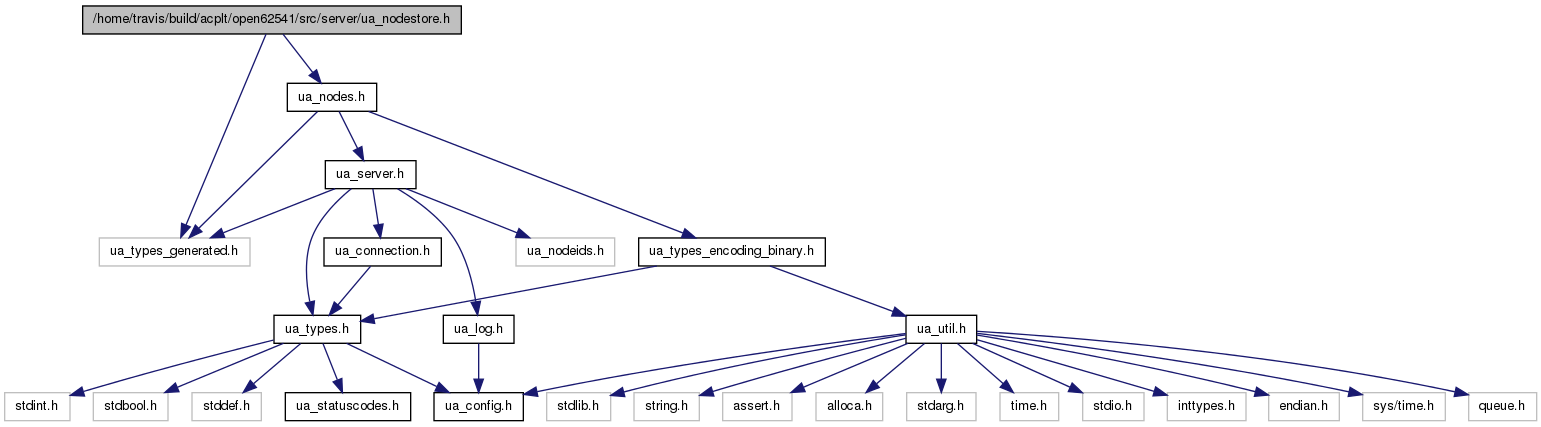 /home/travis/build/acplt/open62541/src/server/ua_nodestore.h
ua_nodes.h
ua_server.h
ua_types_generated.h
ua_connection.h
ua_nodeids.h
ua_types_encoding_binary.h
ua_types.h
ua_log.h
ua_util.h
stdint.h
stdbool.h
stddef.h
ua_statuscodes.h
ua_config.h
stdlib.h
string.h
assert.h
alloca.h
stdarg.h
time.h
stdio.h
inttypes.h
endian.h
sys/time.h
queue.h